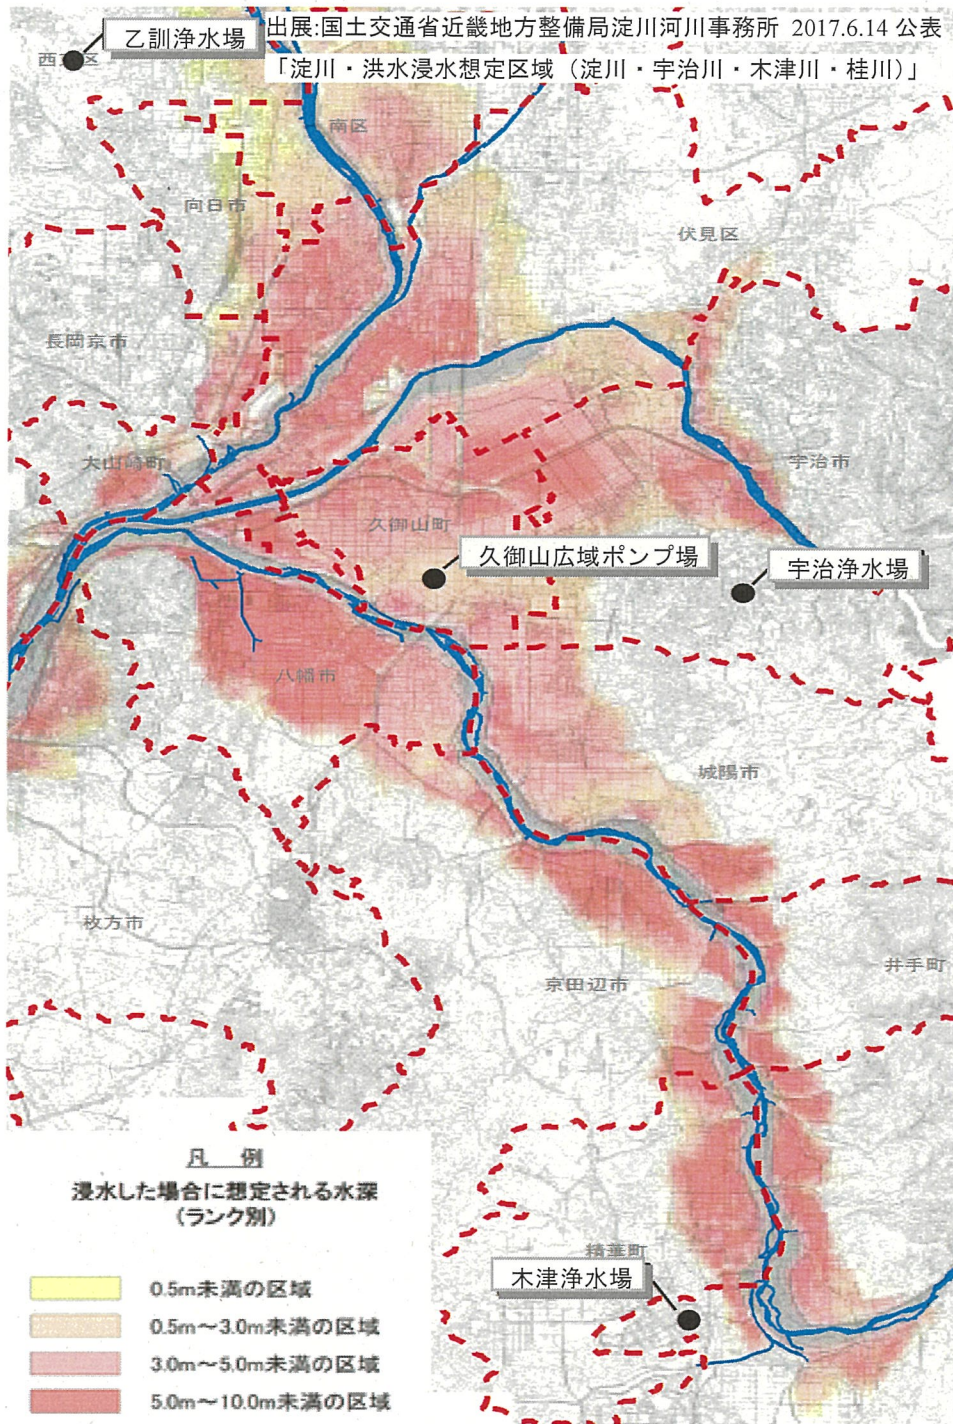 出展:国土交通省近畿地方整備局淀川河川事務所 2017.6.14 公表
「淀川・洪水浸水想定区域（淀川・宇治川・木津川・桂川）」
乙訓浄水場
南区
向日市
伏見区
長岡京市
大山崎町
宇治市
久御山町
久御山広域ポンプ場
宇治浄水場
八幡市
城陽市
枚方市
京田辺市
井手町
精華町
木津浄水場
凡 例
浸水した場合に想定される水深
(ランク別)
0.5m未満の区域
0.5m～3.0m未満の区域
3.0m～5.0m未満の区域
5.0m～10.0m未満の区域